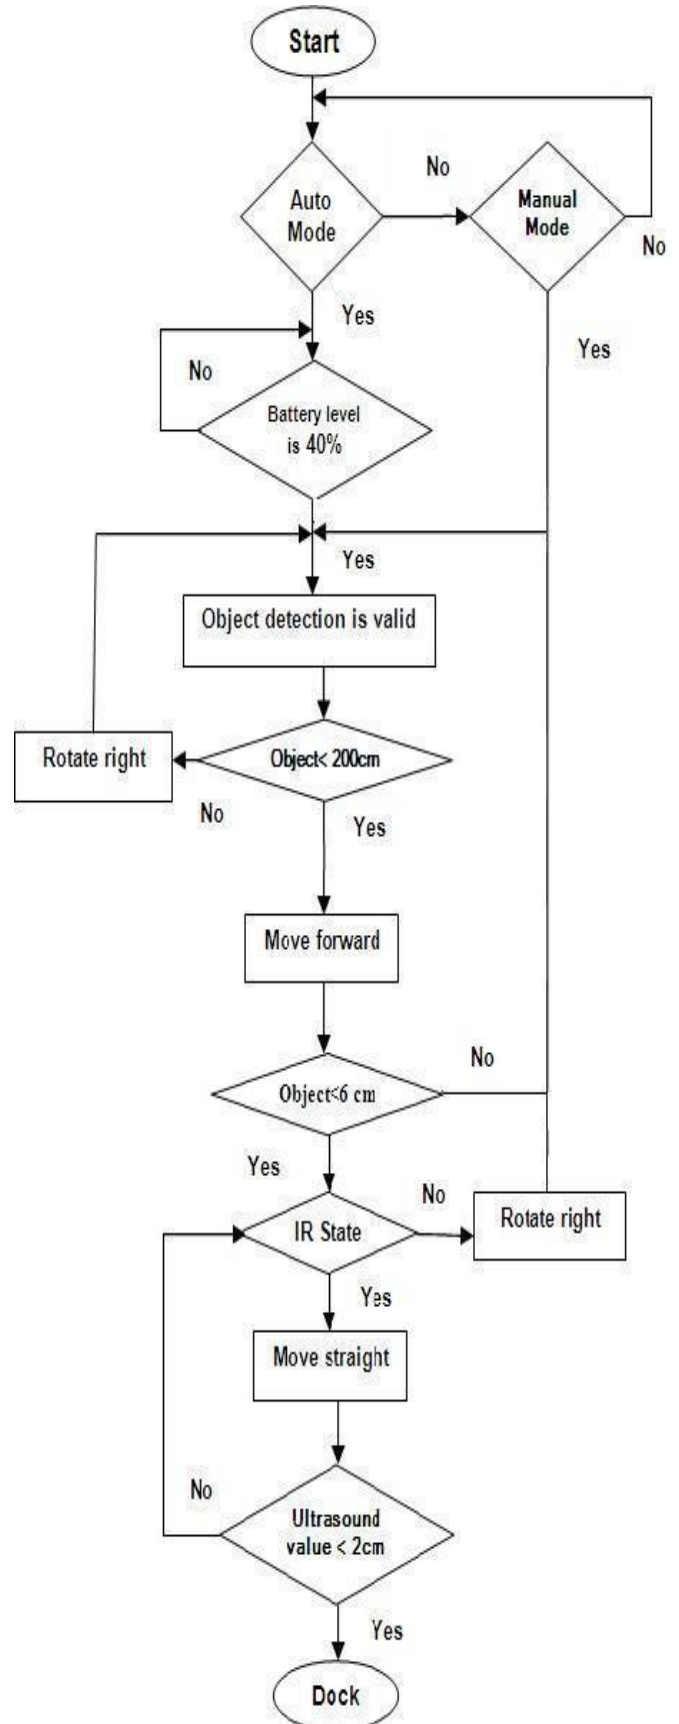 Start
No
Auto
Mode
Manual
Mode
No
Yes
Yes
No
Battery level
is 40%
Yes
Object detection is valid
Rotate right
Object< 200cm
No
Yes
Move forward
No
Object<6 cm
Yes
No
IR State
Rotate right
Yes
Move straight
No
Ultrasound
value < 2cm
Yes
Dock